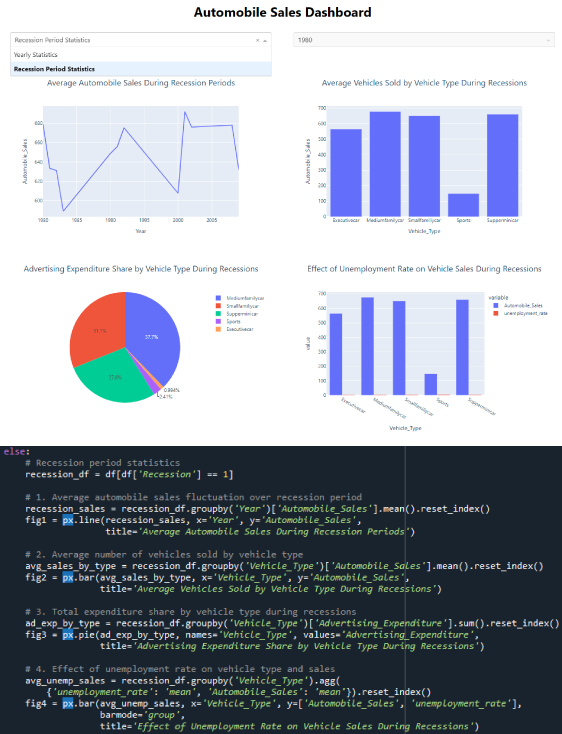 Automobile Sales Dashboard
Recession Period Statistics
1980
Yearly Statistics
Recession Period Statistics
Average Automobile Sales During Recession Periods
Average Vehicles Sold by Vehicle Type During Recessions
Automobile_Sales
680
660
640
620
600
1980
1985
1990
1995
2000
2005
Year
Automobile_Sales
700
600
500
400
300
200
100
0
Executivecar
Mediumfamilycar
Smallfamiliycar
Sports
Supperminicar
Vehicle_Type
Advertising Expenditure Share by Vehicle Type During Recessions
Effect of Unemployment Rate on Vehicle Sales During Recessions
37.7%
27.8%
2.41%
0.994%
Mediumfamilycar
Smallfamiliycar
Supperminicar
Sports
Executivecar
value
700
600
500
400
300
200
100
0
Executivecar
Mediumfamilycar
Smallfamiliycar
Sports
Supperminicar
Vehicle_Type
variable
Automobile_Sales
unemployment_rate
else:
# Recession period statistics
recession_df = df[df['Recession'] == 1]
# 1. Average automobile sales fluctuation over recession period
recession_sales = recession_df.groupby('Year')['Automobile_Sales'].mean().reset_index()
fig1 = px.line(recession_sales, x='Year', y='Automobile_Sales',
title='Average Automobile Sales During Recession Periods')
# 2. Average number of vehicles sold by vehicle type
avg_sales_by_type = recession_df.groupby('Vehicle_Type')['Automobile_Sales'].mean().reset_index()
fig2 = px.bar(avg_sales_by_type, x='Vehicle_Type', y='Automobile_Sales',
title='Average Vehicles Sold by Vehicle Type During Recessions')
# 3. Total expenditure share by vehicle type during recessions
ad_exp_by_type = recession_df.groupby('Vehicle_Type')['Advertising_Expenditure'].sum().reset_index()
fig3 = px.pie(ad_exp_by_type, names='Vehicle_Type', values='Advertising_Expenditure',
title='Advertising Expenditure Share by Vehicle Type During Recessions')
# 4. Effect of unemployment rate on vehicle type and sales
avg_unemp_sales = recession_df.groupby('Vehicle_Type').agg(
{'unemployment_rate': 'mean', 'Automobile_Sales': 'mean'}).reset_index()
fig4 = px.bar(avg_unemp_sales, x='Vehicle_Type', y=['Automobile_Sales', 'unemployment_rate'],
barmode='group',
title='Effect of Unemployment Rate on Vehicle Sales During Recessions')